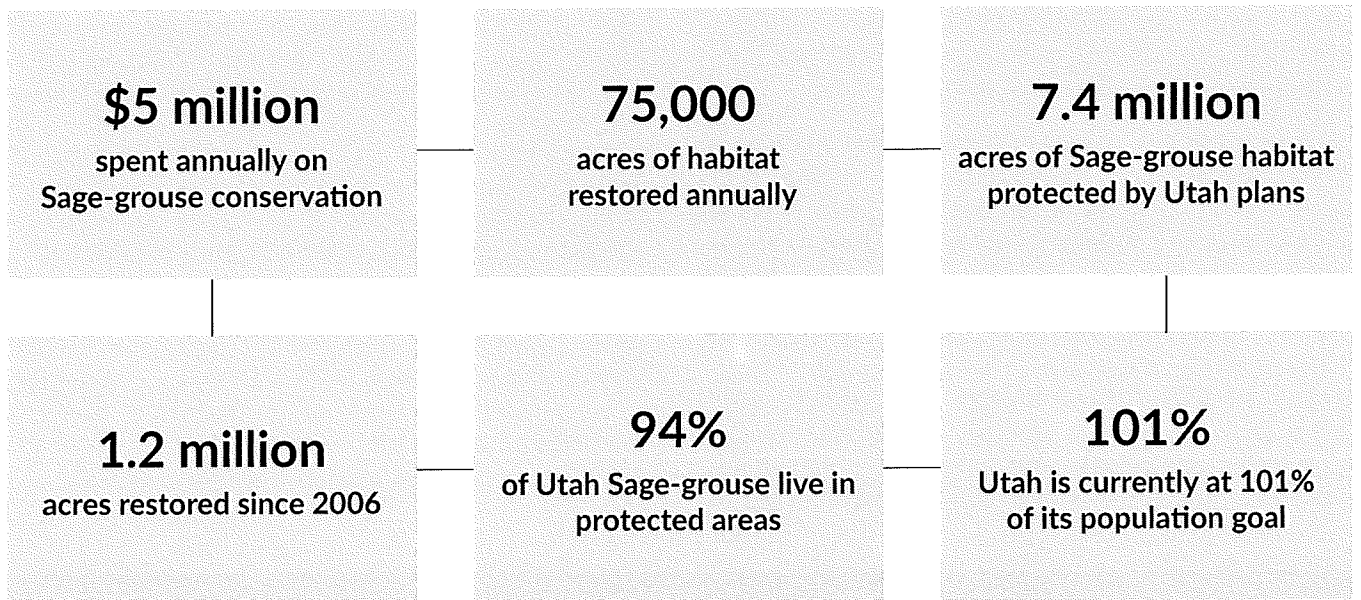 $5 million
spent annually on
Sage-grouse conservation
75,000
acres of habitat
restored annually
7.4 million
acres of Sage-grouse habitat
protected by Utah plans
1.2 million
acres restored since 2006
94%
of Utah Sage-grouse live in
protected areas
101%
Utah is currently at 101%
of its population goal